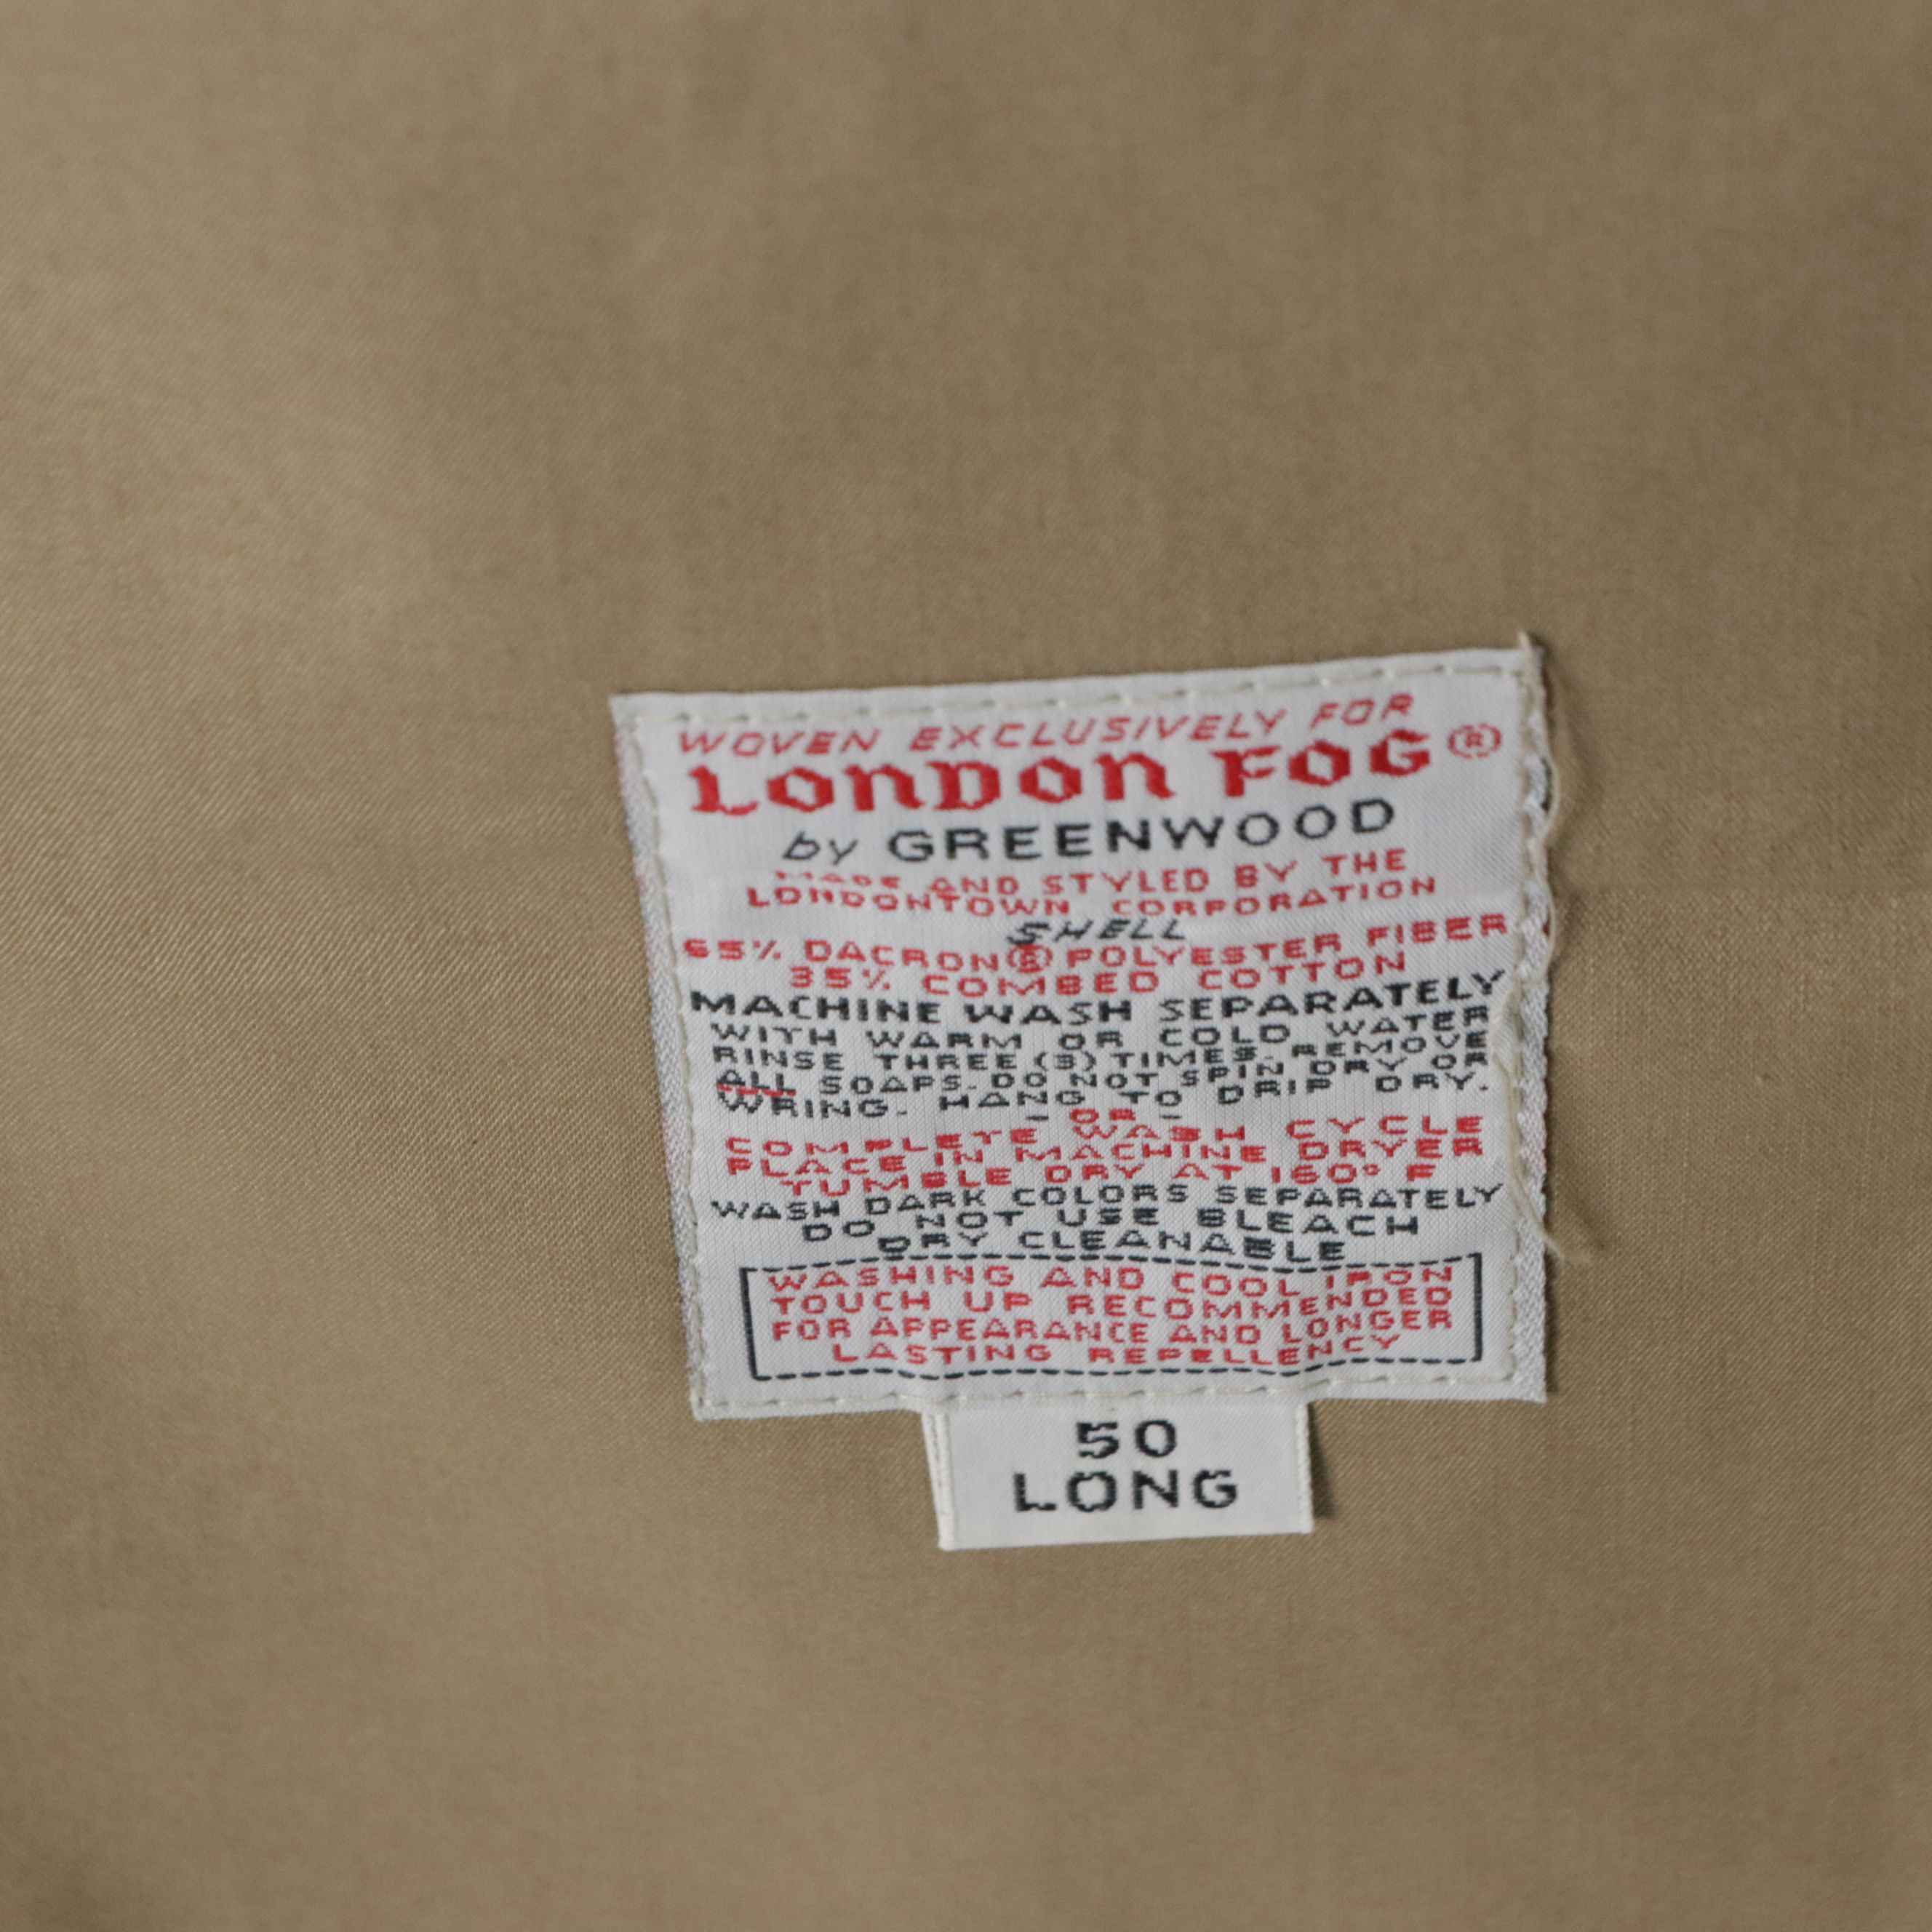 WOVEN EXCLUSIVELY FOR
LONDON FOG®
by GREENWOOD
MADE AND STYLED BY THE
LONDONTOWN CORPORATION
SHELL
65% DACRON® POLYESTER FIBER
35% COMBED COTTON
MACHINE WASH SEPARATELY
WITH WARM OR COLD WATER
RINSE THREE (3) TIMES. REMOVE
ALL SOAPS. DO NOT SPIN DRY OR
WRING. HANG TO DRIP DRY.
- OR -
COMPLETE WASH CYCLE
PLACE IN MACHINE DRYER
TUMBLE DRY AT 160° F
WASH DARK COLORS SEPARATELY
DO NOT USE BLEACH
DRY CLEANABLE
WASHING AND COOL IRON
TOUCH UP RECOMMENDED
FOR APPEARANCE AND LONGER
LASTING REPELLENCY
50
LONG